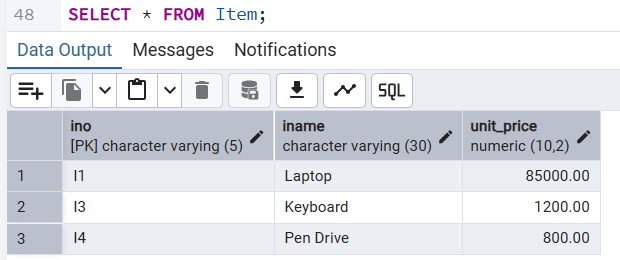 48 SELECT * FROM Item;
Data Output Messages Notifications
SQL
ino iname unit_price
[PK] character varying (5) character varying (30) numeric (10,2)
1 I1 Laptop 85000.00
2 I3 Keyboard 1200.00
3 I4 Pen Drive 800.00